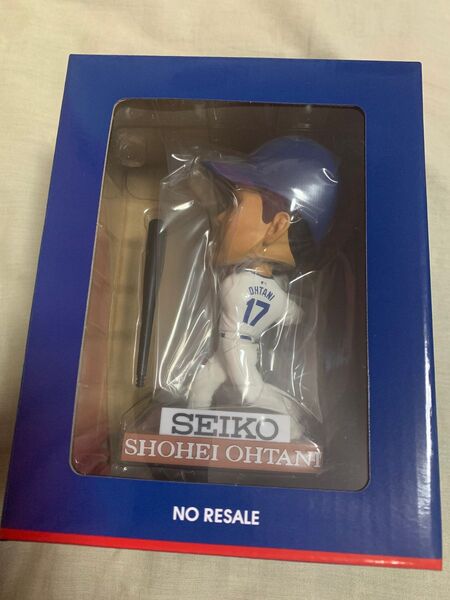 OHTANI
17
SEIKO
SHOHEI OHTANI
NO RESALE